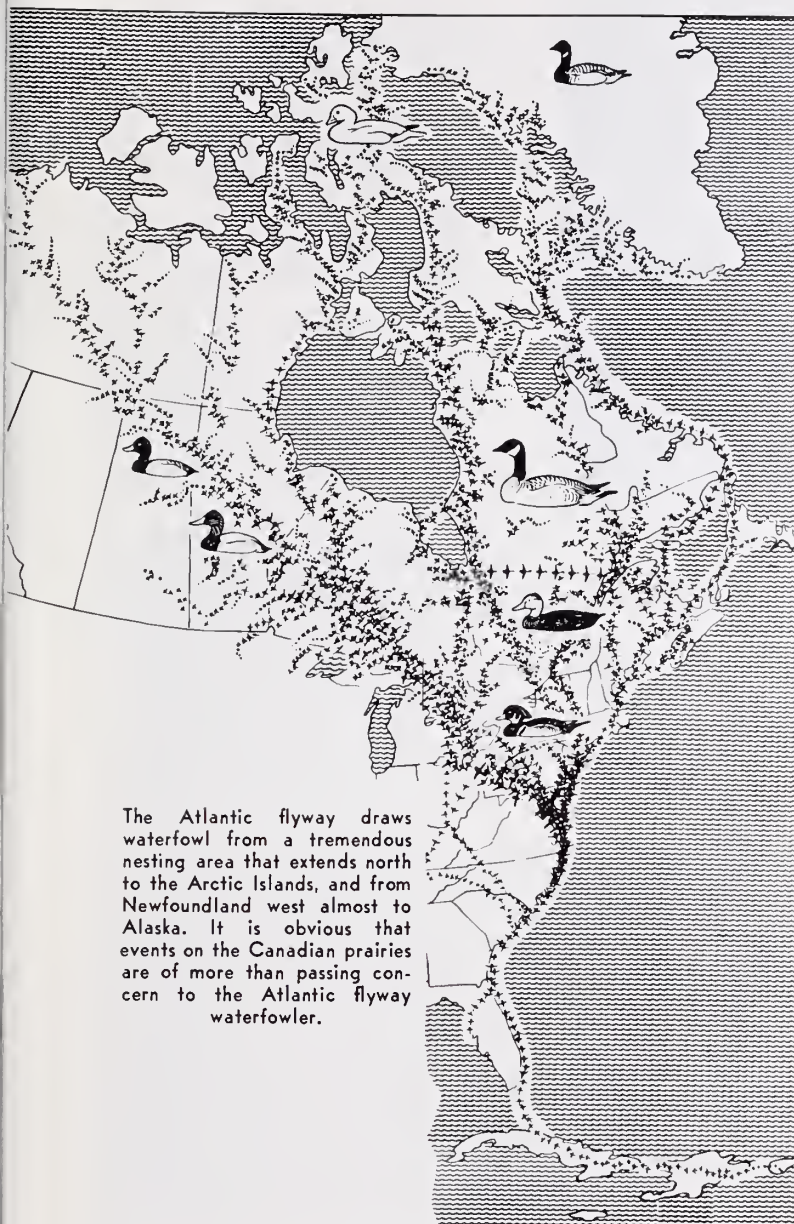 The Atlantic flyway draws
waterfowl from a tremendous
nesting area that extends north
to the Arctic Islands, and from
Newfoundland west almost to
Alaska. It is obvious that
events on the Canadian prairies
are of more than passing con-
cern to the Atlantic flyway
waterfowler.